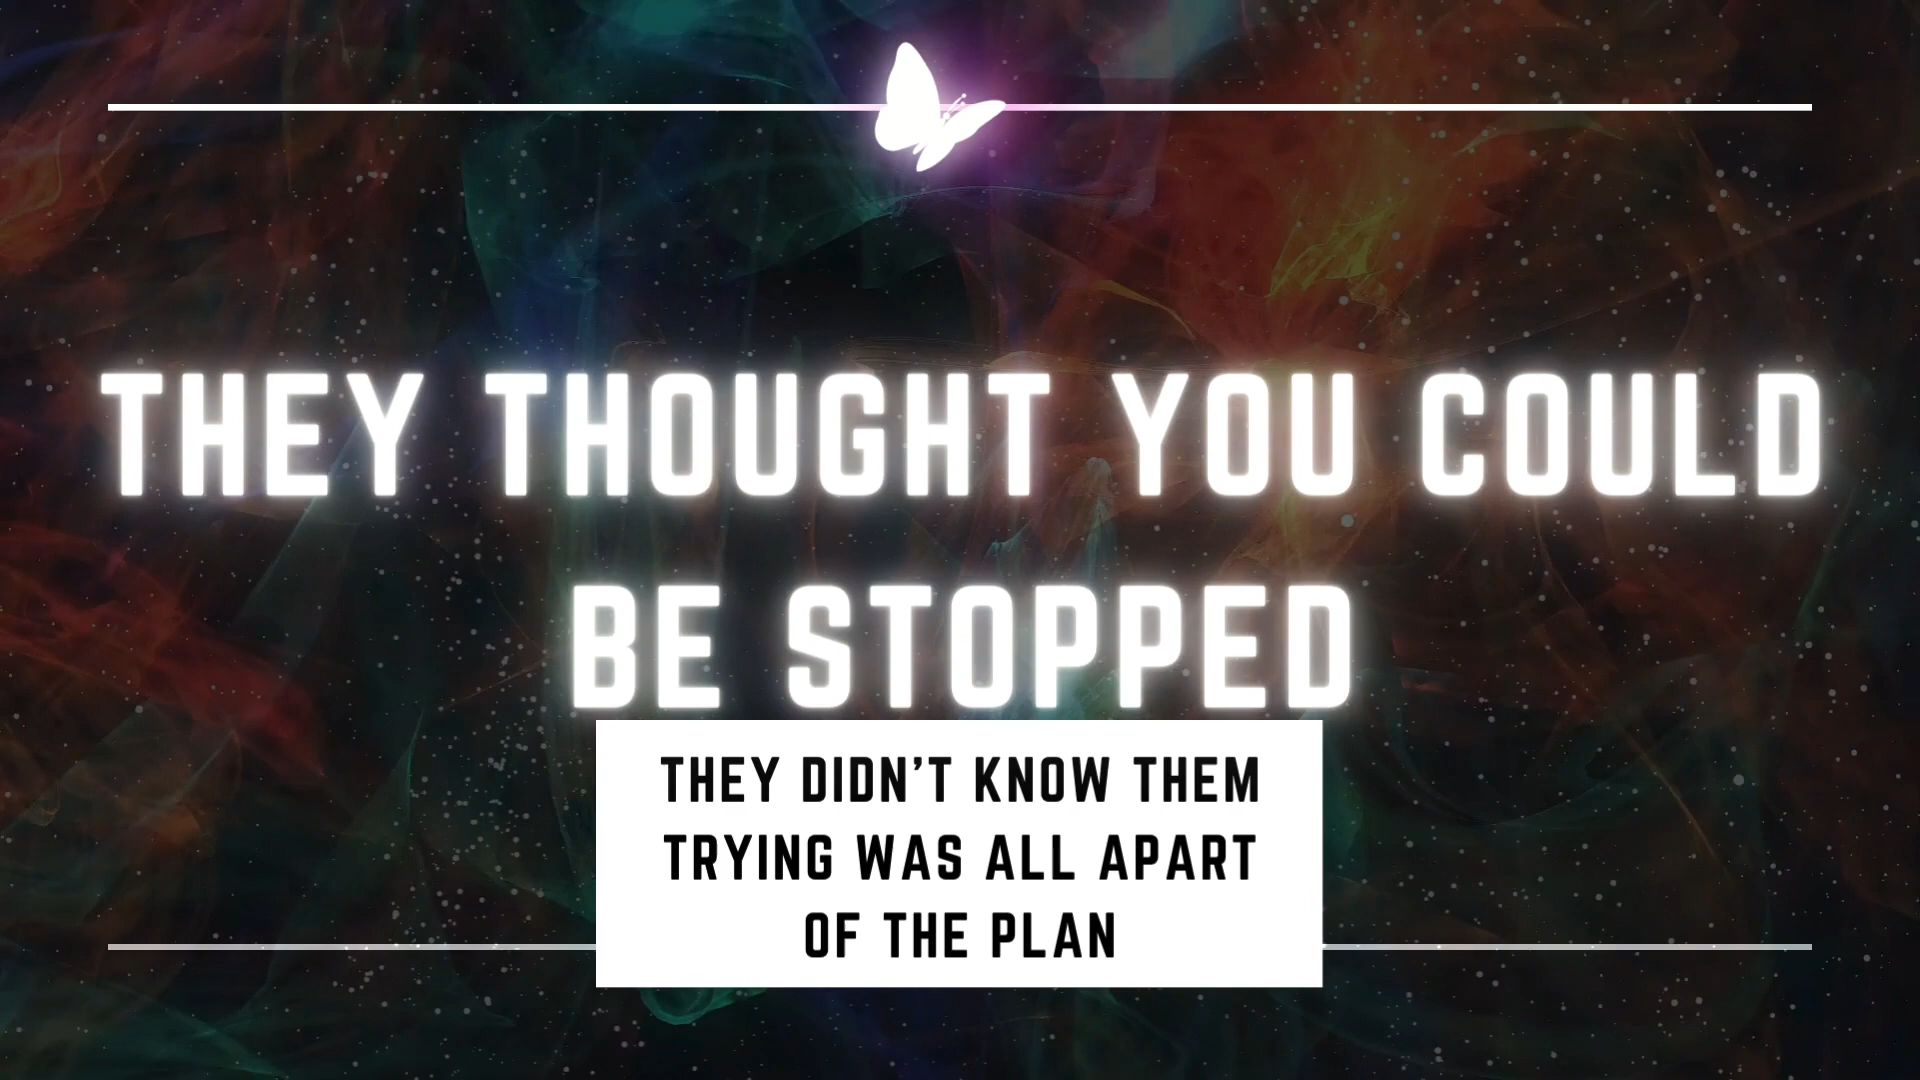 THEY THOUGHT YOU COULD
BE STOPPED
THEY DIDN'T KNOW THEM
TRYING WAS ALL APART
OF THE PLAN